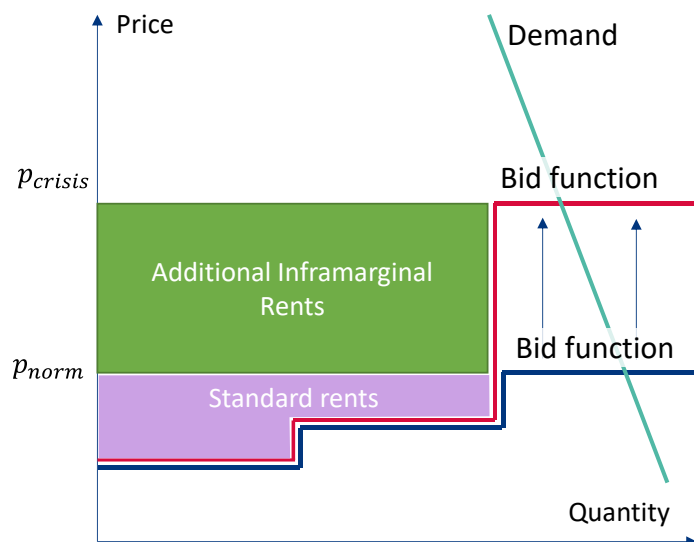 Price
Demand
p_crisis
Bid function
Additional Inframarginal
Rents
p_norm
Bid function
Standard rents
Quantity